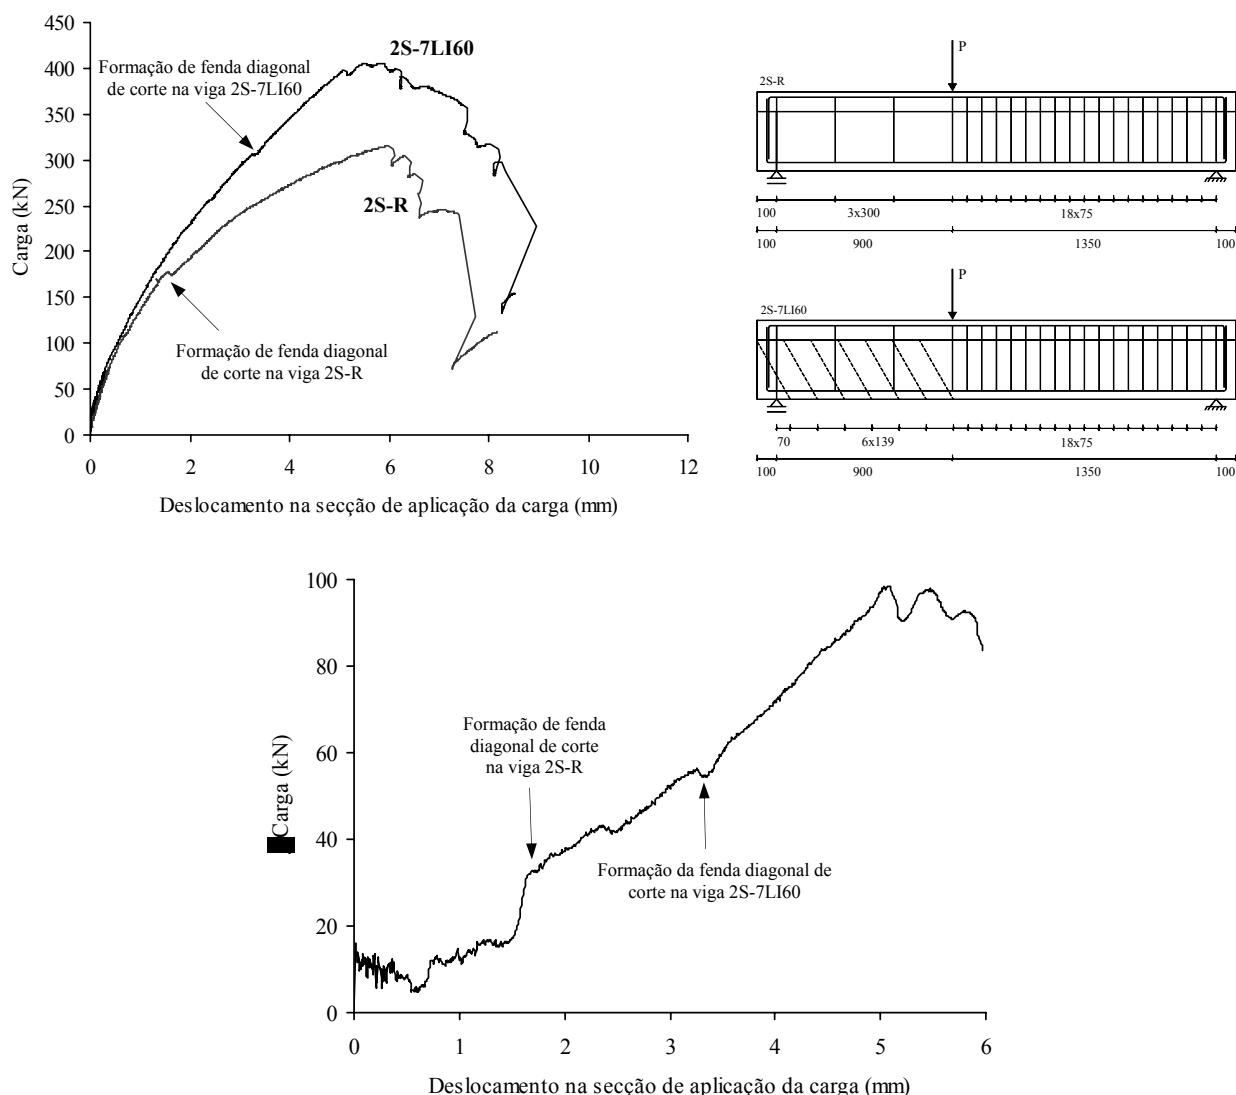 450
400
350
300
250
200
150
100
50
0
Carga (kN)
0 2 4 6 8 10 12
Deslocamento na secção de aplicação da carga (mm)
2S-7LI60
Formação de fenda diagonal
de corte na viga 2S-7LI60
2S-R
Formação de fenda diagonal
de corte na viga 2S-R
P
2S-R
100 3x300 18x75
100 900 1350 100
P
2S-7LI60
70 6x139 18x75
100 900 1350 100
100
80
60
40
20
0
Carga (kN)
Formação de fenda
diagonal de corte
na viga 2S-R
Formação da fenda diagonal de
corte na viga 2S-7LI60
0 1 2 3 4 5 6
Deslocamento na secção de aplicação da carga (mm)